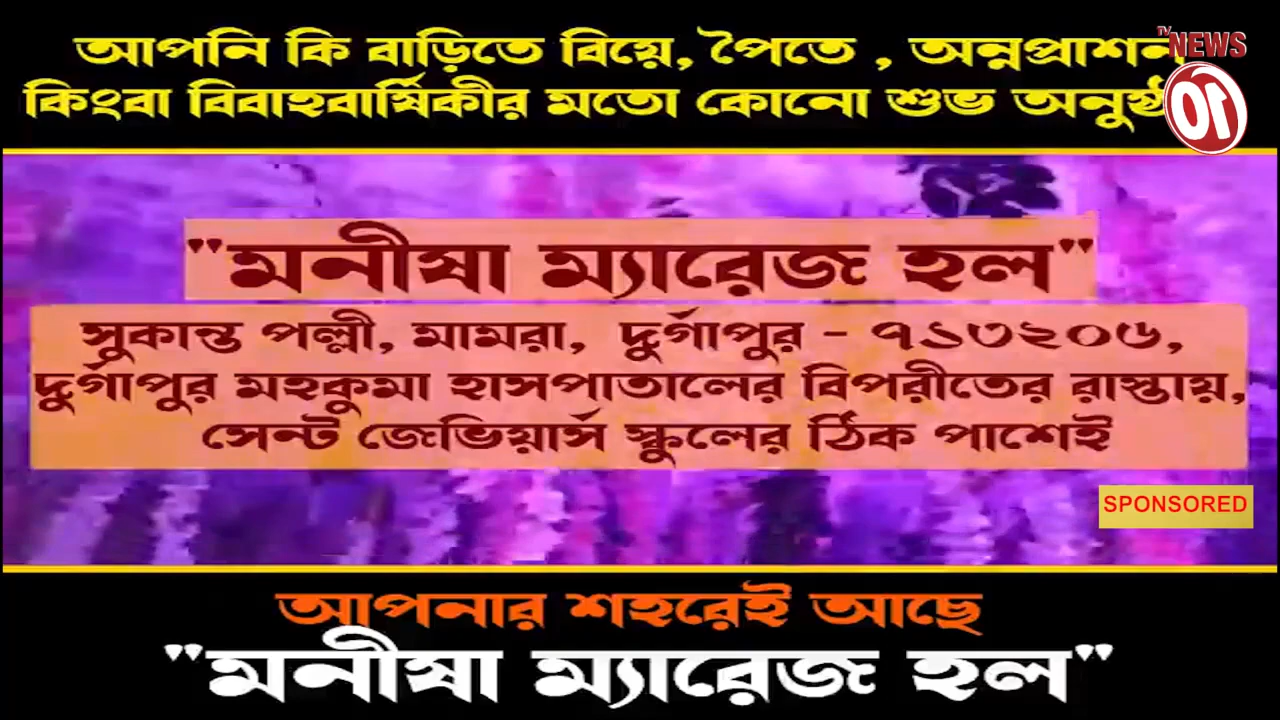 আপনি কি বাড়িতে বিয়ে, পৈতে , অন্নপ্রাশন
কিংবা বিবাহবার্ষিকীর মতো কোনো শুভ
TV NEWS
"মনীষা ম্যারেজ হল"
সুকান্ত পল্লী, মামরা, দুর্গাপুর - ৭১৩২০৬,
দুর্গাপুর মহকুমা হাসপাতালের বিপরীতের রাস্তায়,
সেন্ট জেভিয়ার্স স্কুলের ঠিক পাশেই
SPONSORED
আপনার শহরেই আছে
"মনীষা ম্যারেজ হল"